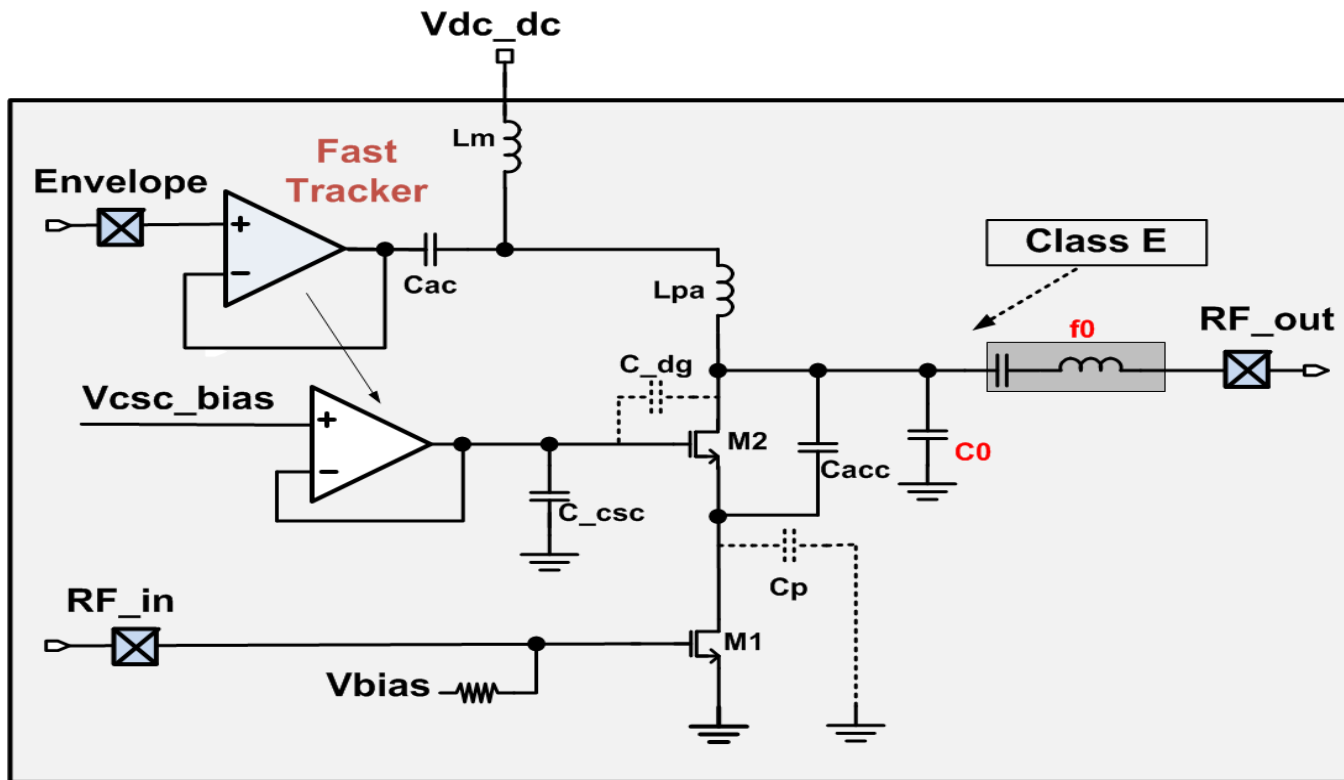 Vdc_dc
Lm
Fast
Tracker
Envelope
+
−
Cac
Lpa
Class E
f0
RF_out
C_dg
Vcsc_bias
+
−
M2
Cacc
C0
C_csc
Cp
RF_in
M1
Vbias